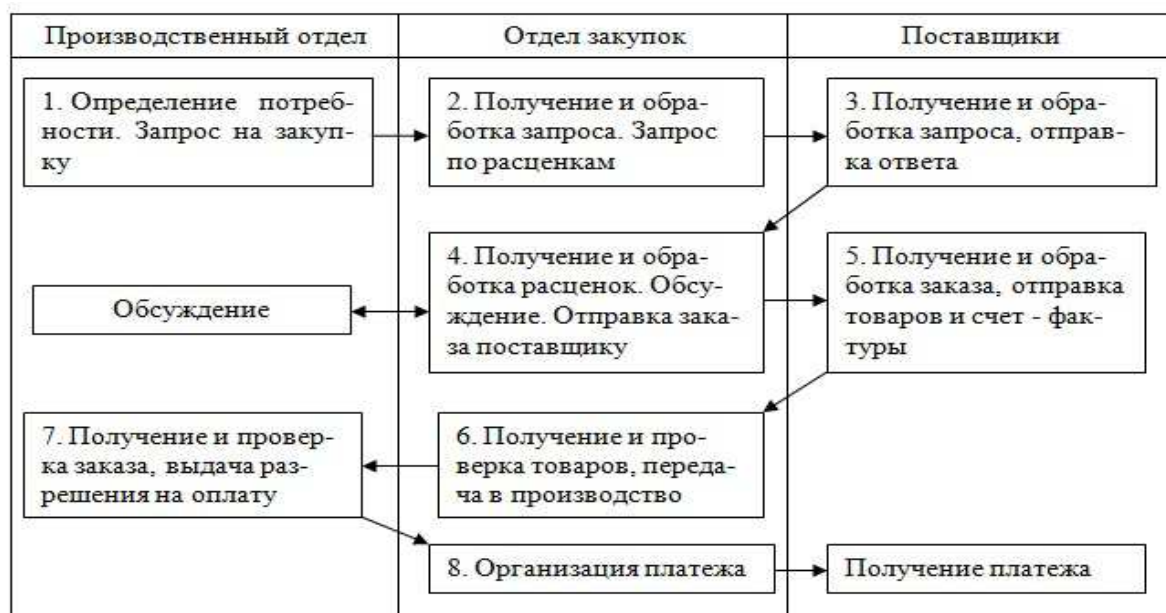 Производственный отдел
Отдел закупок
Поставщики
1. Определение потреб-
ности. Запрос на закуп-
ку
2. Получение и обра-
ботка запроса. Запрос
по расценкам
3. Получение и обра-
ботка запроса, отправ-
ка ответа
Обсуждение
4. Получение и обра-
ботка расценок. Обсу-
ждение. Отправка зака-
за поставщику
5. Получение и обра-
ботка заказа, отправка
товаров и счет - фак-
туры
7. Получение и провер-
ка заказа, выдача раз-
решения на оплату
6. Получение и про-
верка товаров, переда-
ча в производство
8. Организация платежа
Получение платежа